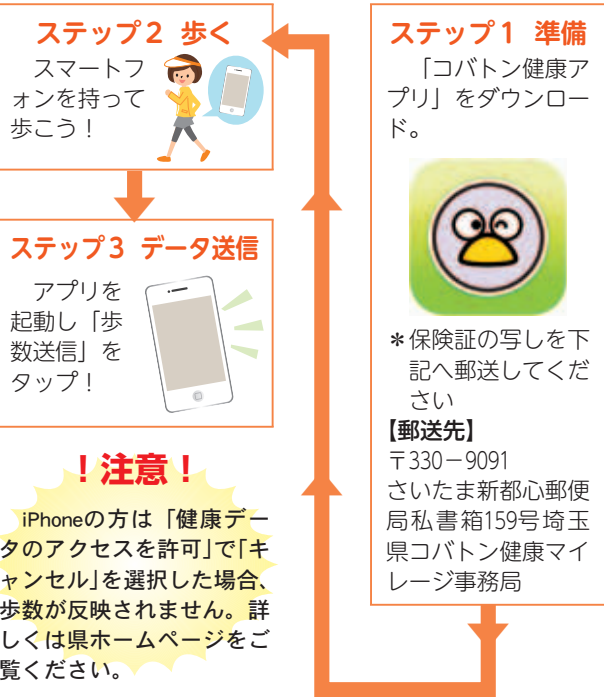 ステップ1 準備
「コバトン健康ア
プリ」をダウンロー
ド。
＊保険証の写しを下
記へ郵送してくだ
さい
【郵送先】
〒330－9091
さいたま新都心郵便
局私書箱159号埼玉
県コバトン健康マイ
レージ事務局
ステップ2 歩く
スマートフ
ォンを持って
歩こう！
ステップ3 データ送信
アプリを
起動し「歩
数送信」を
タップ！
！注意！
iPhoneの方は「健康デー
タのアクセスを許可」で「キ
ャンセル」を選択した場合、
歩数が反映されません。詳
しくは県ホームページをご
覧ください。